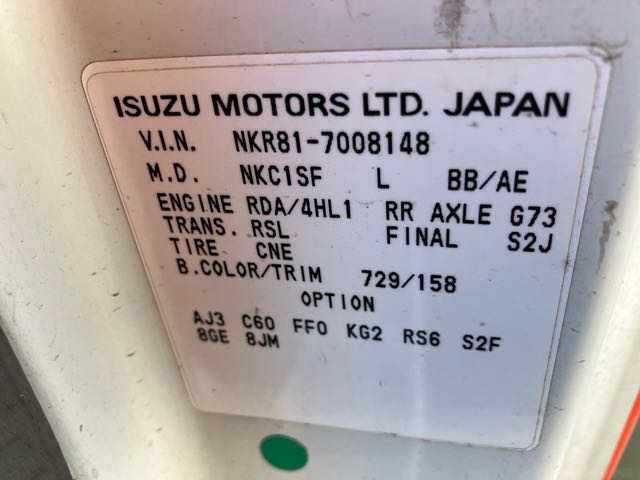 ISUZU MOTORS LTD. JAPAN
V.I.N. NKR81-7008148
M.D. NKC1SF L BB/AE
ENGINE RDA/4HL1 RR AXLE G73
TRANS. RSL FINAL S2J
TIRE CNE
B.COLOR/TRIM 729/158
OPTION
AJ3 C60 FF0 KG2 RS6 S2F
8GE 8JM